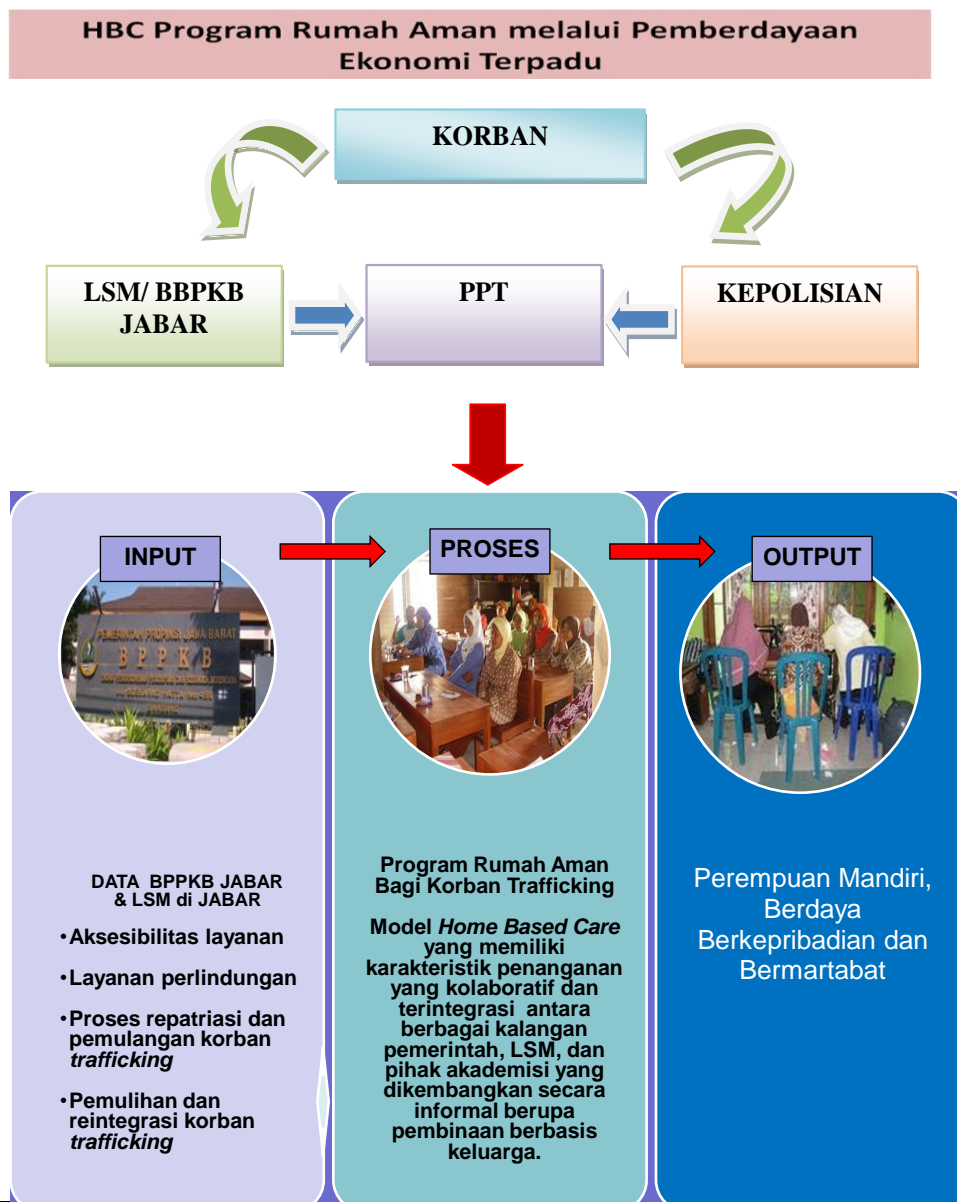 HBC Program Rumah Aman melalui Pemberdayaan
Ekonomi Terpadu
KORBAN
LSM/ BBPKB
JABAR
PPT
KEPOLISIAN
INPUT
PROSES
OUTPUT
PEMERINTAH PROPINSI JAWA BARAT
B P P K B
DATA BPPKB JABAR
& LSM di JABAR
•Aksesibilitas layanan
•Layanan perlindungan
•Proses repatriasi dan
pemulangan korban
trafficking
•Pemulihan dan
reintegrasi korban
trafficking
Program Rumah Aman
Bagi Korban Trafficking
Model Home Based Care
yang memiliki
karakteristik penanganan
yang kolaboratif dan
terintegrasi antara
berbagai kalangan
pemerintah, LSM, dan
pihak akademisi yang
dikembangkan secara
informal berupa
pembinaan berbasis
keluarga.
Perempuan Mandiri,
Berdaya
Berkepribadian dan
Bermartabat